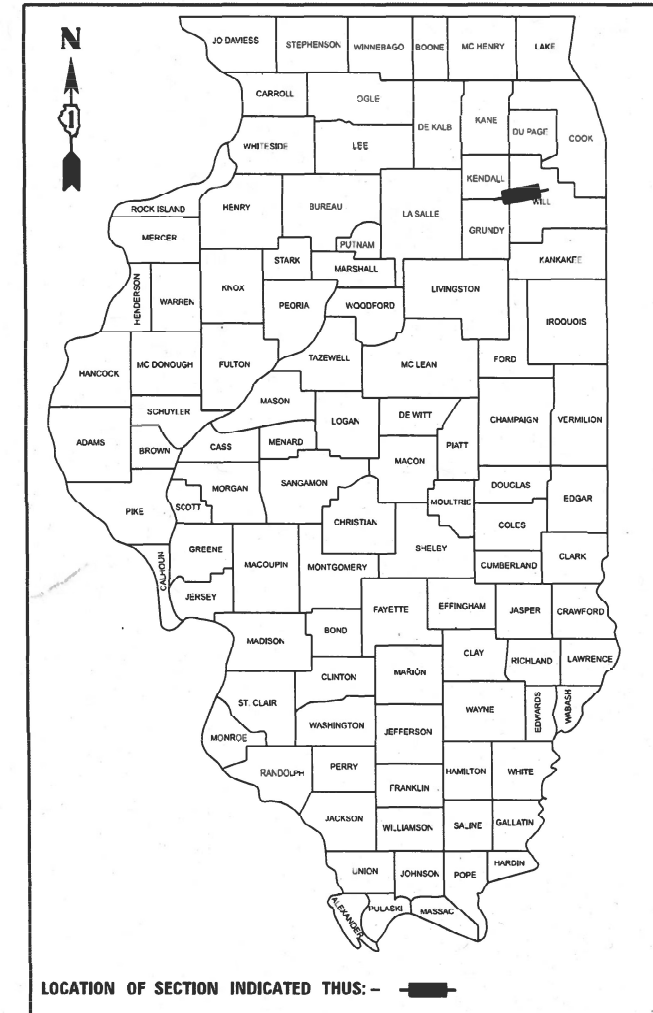 N
1
JO DAVIESS STEPHENSON WINNEBAGO BOONE MC HENRY LAKE
CARROLL OGLE DE KALB KANE DU PAGE COOK
WHITESIDE LEE
KENDALL WILL
ROCK ISLAND HENRY BUREAU LA SALLE GRUNDY
MERCER PUTNAM
STARK MARSHALL KANKAKEE
HENDERSON WARREN KNOX PEORIA WOODFORD LIVINGSTON IROQUOIS
HANCOCK MC DONOUGH FULTON TAZEWELL MC LEAN FORD
SCHUYLER MASON LOGAN DE WITT CHAMPAIGN VERMILION
ADAMS BROWN CASS MENARD PIATT
MACON
PIKE SCOTT MORGAN SANGAMON MOULTRIE DOUGLAS EDGAR
CHRISTIAN COLES
CALHOUN GREENE MACOUPIN MONTGOMERY SHELBY CUMBERLAND CLARK
JERSEY FAYETTE EFFINGHAM JASPER CRAWFORD
MADISON BOND
CLAY RICHLAND LAWRENCE
CLINTON MARION
ST. CLAIR WAYNE EDWARDS WABASH
MONROE WASHINGTON JEFFERSON
RANDOLPH PERRY HAMILTON WHITE
FRANKLIN
JACKSON WILLIAMSON SALINE GALLATIN
UNION JOHNSON POPE HARDIN
ALEXANDER PULASKI MASSAC
LOCATION OF SECTION INDICATED THUS: –